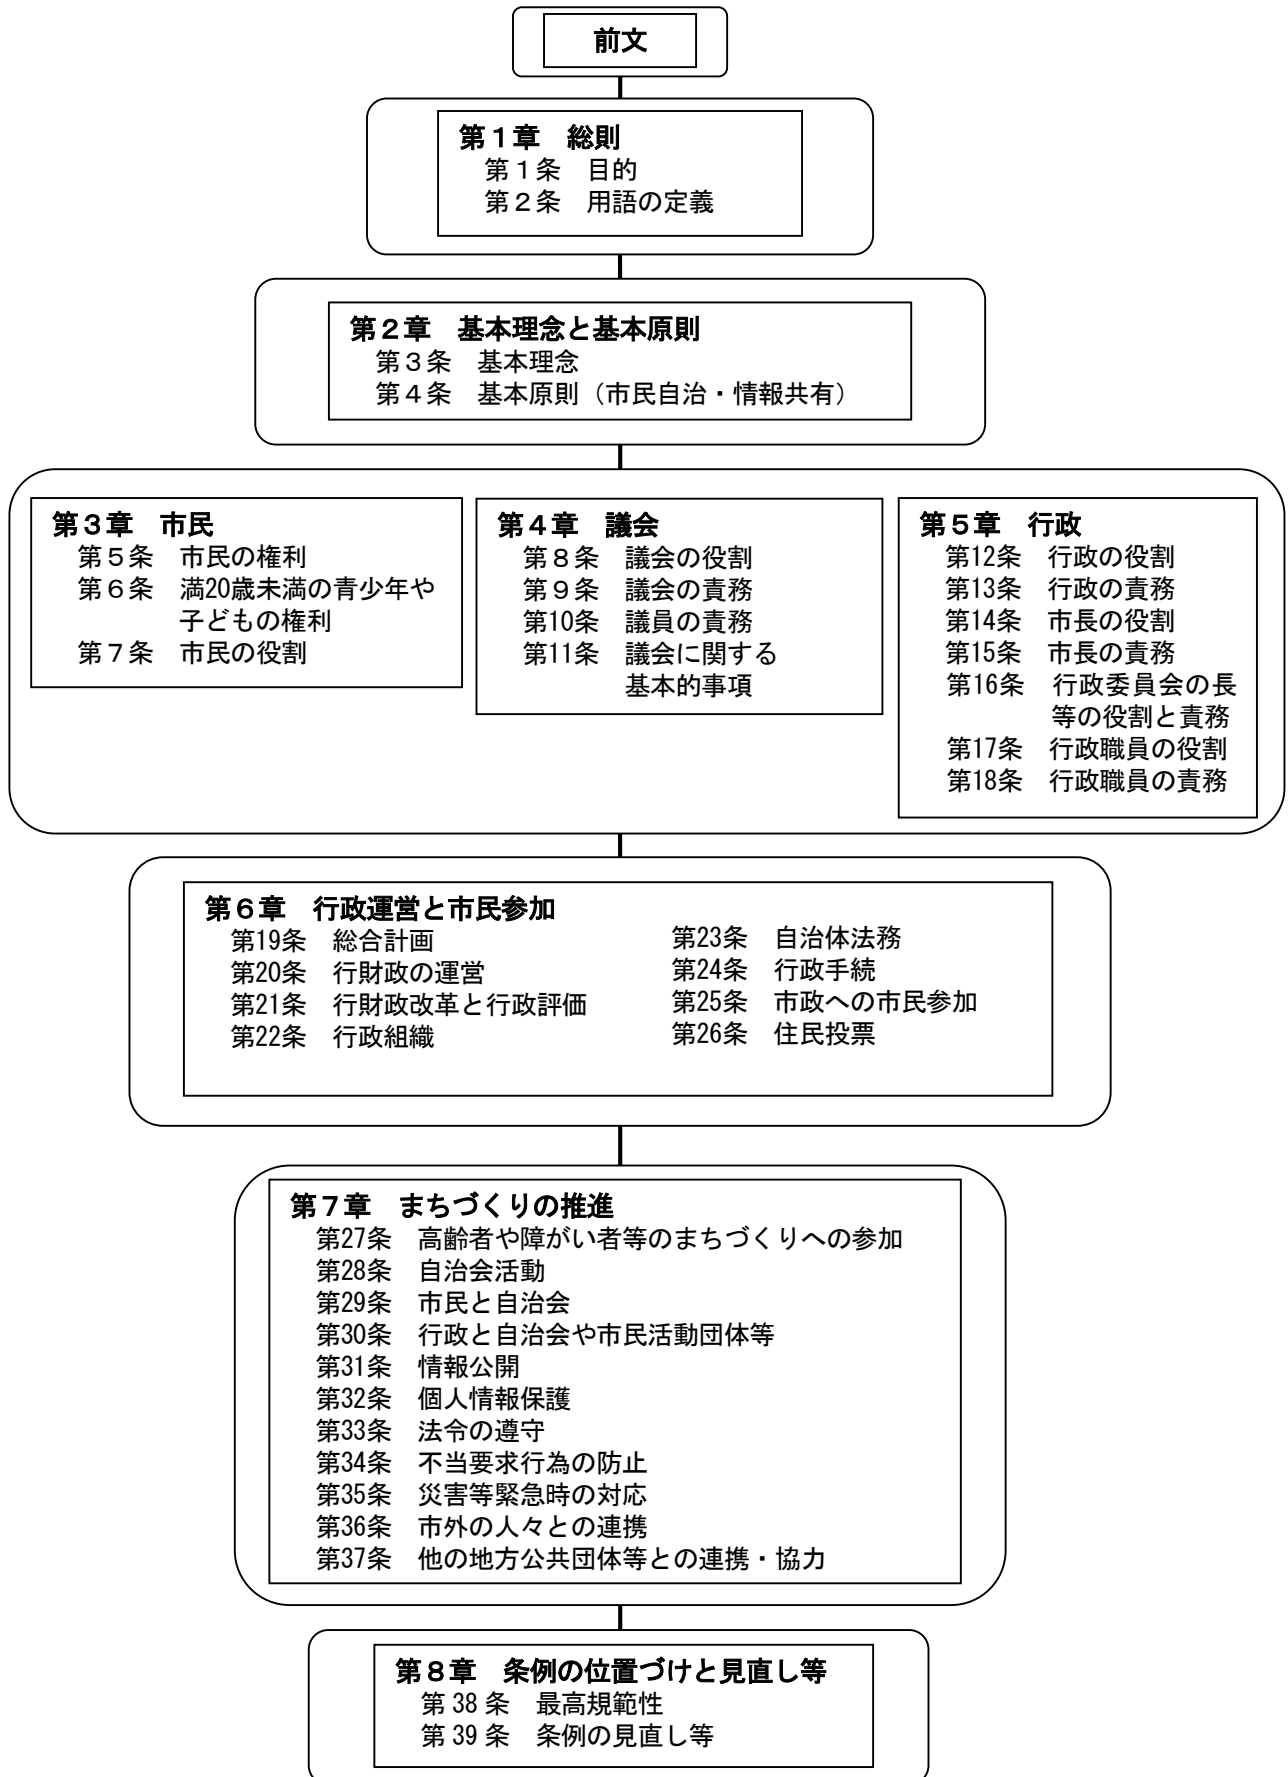 前文
第１章　総則
第１条　目的
第２条　用語の定義
第２章　基本理念と基本原則
第３条　基本理念
第４条　基本原則（市民自治・情報共有）
第３章　市民
第５条　市民の権利
第６条　満20歳未満の青少年や
子どもの権利
第７条　市民の役割
第４章　議会
第８条　議会の役割
第９条　議会の責務
第10条　議員の責務
第11条　議会に関する
基本的事項
第５章　行政
第12条　行政の役割
第13条　行政の責務
第14条　市長の役割
第15条　市長の責務
第16条　行政委員会の長
等の役割と責務
第17条　行政職員の役割
第18条　行政職員の責務
第６章　行政運営と市民参加
第19条　総合計画
第20条　行財政の運営
第21条　行財政改革と行政評価
第22条　行政組織
第23条　自治体法務
第24条　行政手続
第25条　市政への市民参加
第26条　住民投票
第７章　まちづくりの推進
第27条　高齢者や障がい者等のまちづくりへの参加
第28条　自治会活動
第29条　市民と自治会
第30条　行政と自治会や市民活動団体等
第31条　情報公開
第32条　個人情報保護
第33条　法令の遵守
第34条　不当要求行為の防止
第35条　災害等緊急時の対応
第36条　市外の人々との連携
第37条　他の地方公共団体等との連携・協力
第８章　条例の位置づけと見直し等
第 38 条　最高規範性
第 39 条　条例の見直し等